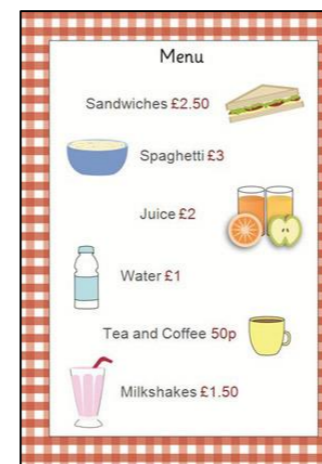 Menu
Sandwiches £2.50
Spaghetti £3
Juice £2
Water £1
Tea and Coffee 50p
Milkshakes £1.50